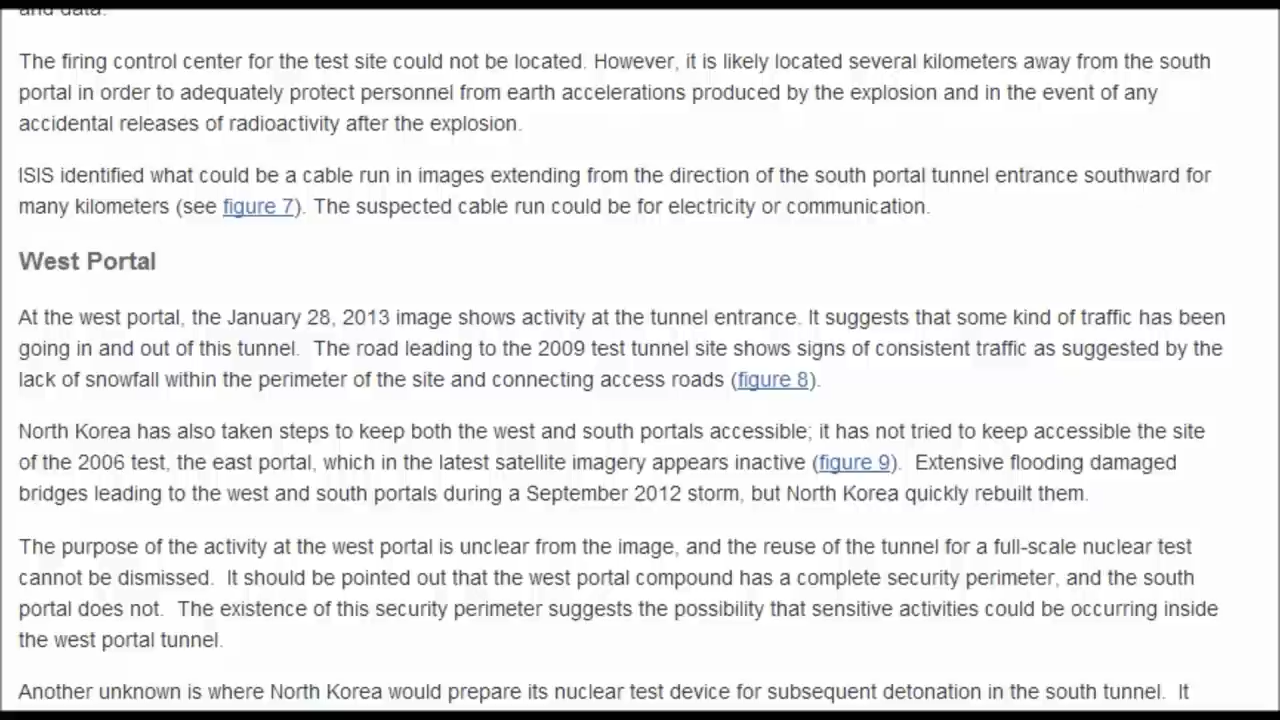 and data.
The firing control center for the test site could not be located. However, it is likely located several kilometers away from the south
portal in order to adequately protect personnel from earth accelerations produced by the explosion and in the event of any
accidental releases of radioactivity after the explosion.
ISIS identified what could be a cable run in images extending from the direction of the south portal tunnel entrance southward for
many kilometers (see figure 7). The suspected cable run could be for electricity or communication.
West Portal
At the west portal, the January 28, 2013 image shows activity at the tunnel entrance. It suggests that some kind of traffic has been
going in and out of this tunnel.  The road leading to the 2009 test tunnel site shows signs of consistent traffic as suggested by the
lack of snowfall within the perimeter of the site and connecting access roads (figure 8).
North Korea has also taken steps to keep both the west and south portals accessible; it has not tried to keep accessible the site
of the 2006 test, the east portal, which in the latest satellite imagery appears inactive (figure 9).  Extensive flooding damaged
bridges leading to the west and south portals during a September 2012 storm, but North Korea quickly rebuilt them.
The purpose of the activity at the west portal is unclear from the image, and the reuse of the tunnel for a full-scale nuclear test
cannot be dismissed.  It should be pointed out that the west portal compound has a complete security perimeter, and the south
portal does not.  The existence of this security perimeter suggests the possibility that sensitive activities could be occurring inside
the west portal tunnel.
Another unknown is where North Korea would prepare its nuclear test device for subsequent detonation in the south tunnel.  It